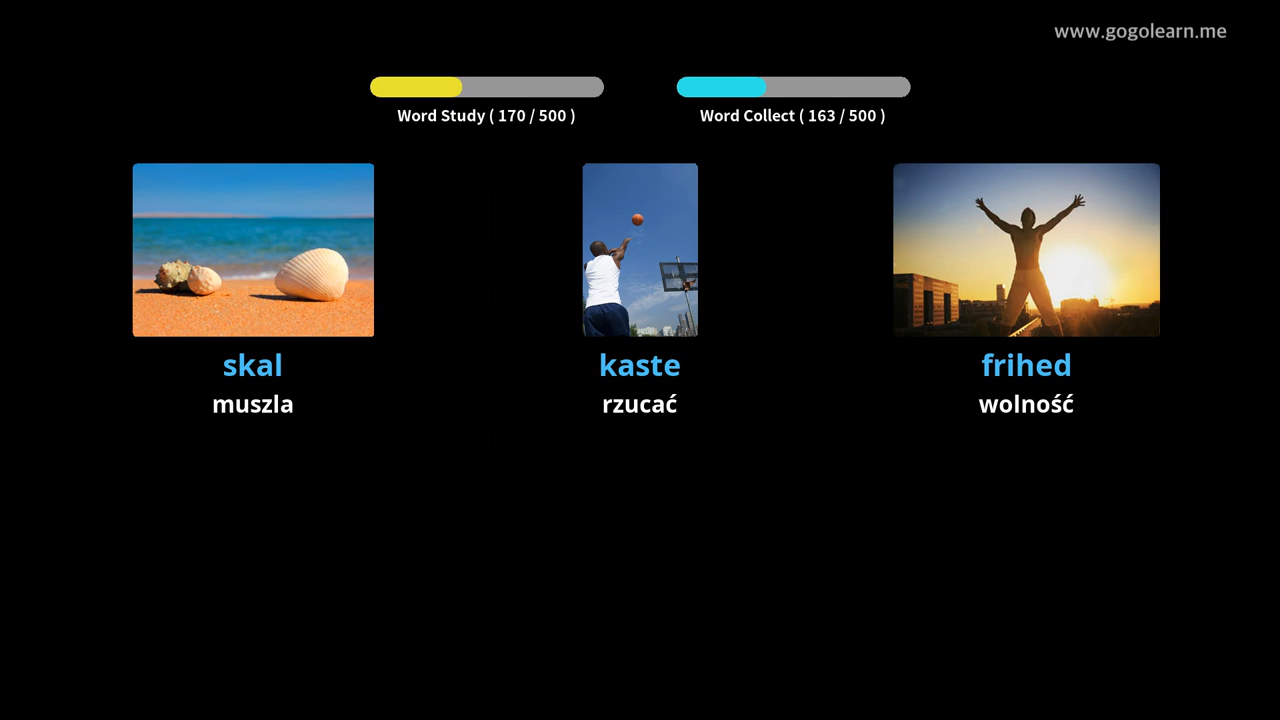 www.gogolearn.me
Word Study ( 170 / 500 )
Word Collect ( 163 / 500 )
skal
kaste
frihed
muszla
rzucać
wolność